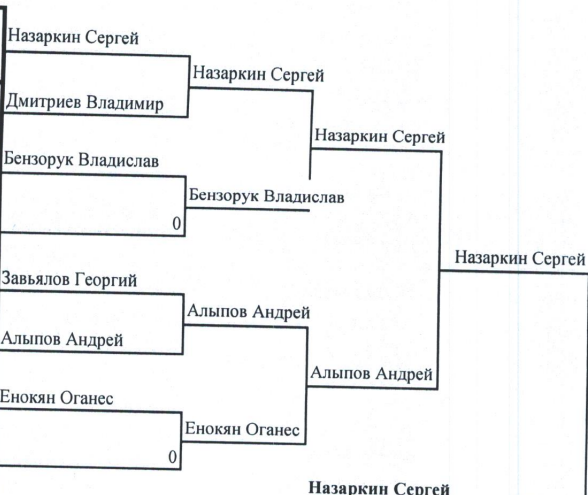 Назаркин Сергей
Назаркин Сергей
Дмитриев Владимир
Назаркин Сергей
Бензорук Владислав
Бензорук Владислав
0
Назаркин Сергей
Завьялов Георгий
Алыпов Андрей
Алыпов Андрей
Алыпов Андрей
Енокян Оганес
Енокян Оганес
0
Назаркин Сергей